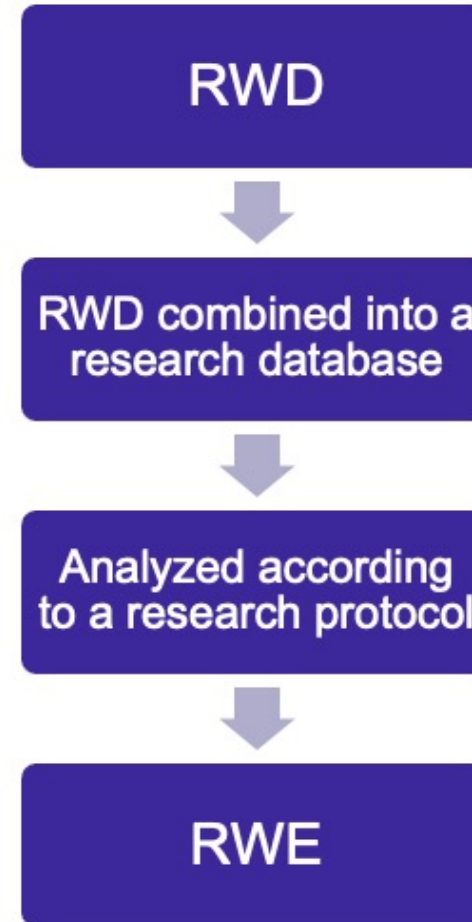 RWD
RWD combined into a
research database
Analyzed according
to a research protocol
RWE